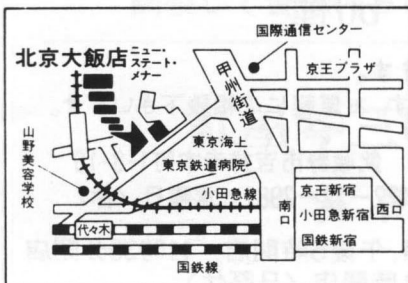 国際通信センター
北京大飯店
ニュー・
ステート・
メナー
甲州街道
京王プラザ
山野美容学校
東京海上
東京鉄道病院
小田急線
南口
京王新宿
小田急新宿
国鉄新宿
西口
代々木
国鉄線